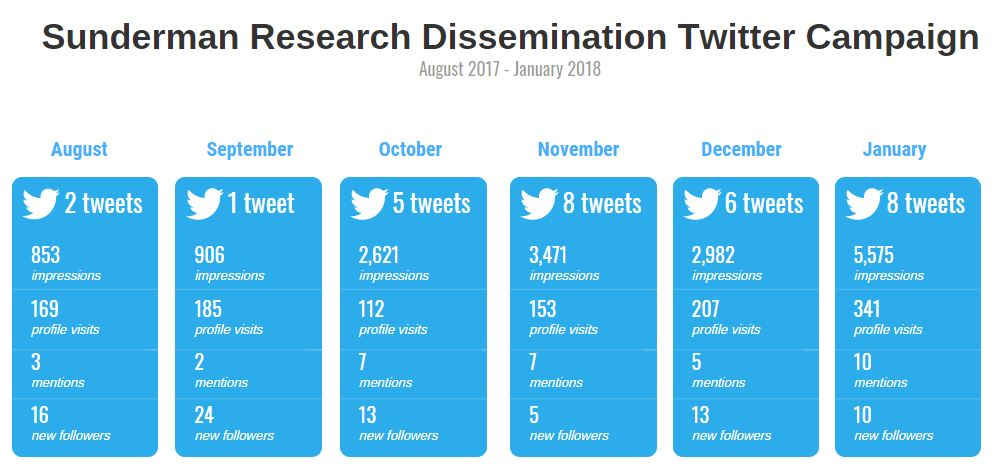 Sunderman Research Dissemination Twitter Campaign
August 2017 - January 2018
August
2 tweets
853
impressions
169
profile visits
3
mentions
16
new followers
September
1 tweet
906
impressions
185
profile visits
2
mentions
24
new followers
October
5 tweets
2,621
impressions
112
profile visits
7
mentions
13
new followers
November
8 tweets
3,471
impressions
153
profile visits
7
mentions
5
new followers
December
6 tweets
2,982
impressions
207
profile visits
5
mentions
13
new followers
January
8 tweets
5,575
impressions
341
profile visits
10
mentions
10
new followers